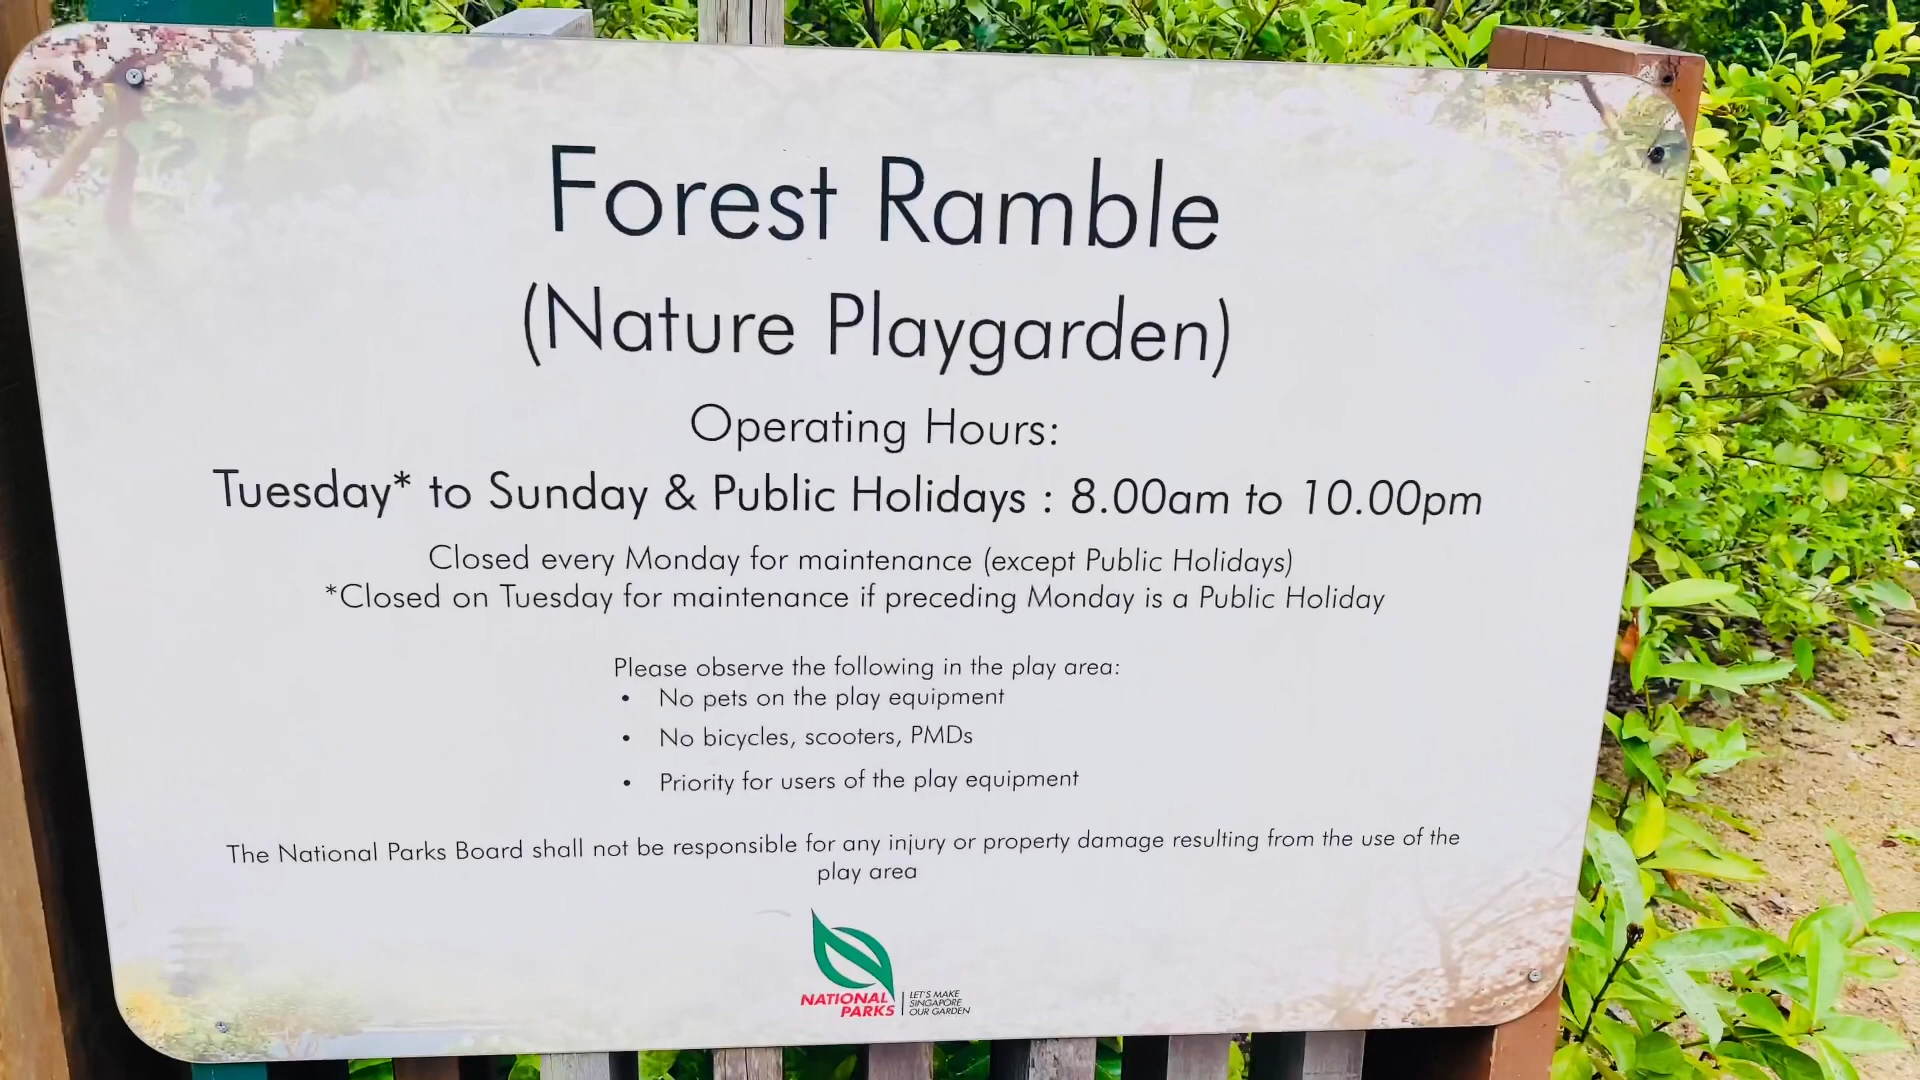 Forest Ramble
(Nature Playgarden)
Operating Hours:
Tuesday* to Sunday & Public Holidays : 8.00am to 10.00pm
Closed every Monday for maintenance (except Public Holidays)
*Closed on Tuesday for maintenance if preceding Monday is a Public Holiday
Please observe the following in the play area:
• No pets on the play equipment
• No bicycles, scooters, PMDs
• Priority for users of the play equipment
The National Parks Board shall not be responsible for any injury or property damage resulting from the use of the
play area
NATIONAL
PARKS
LET'S MAKE
SINGAPORE
OUR GARDEN